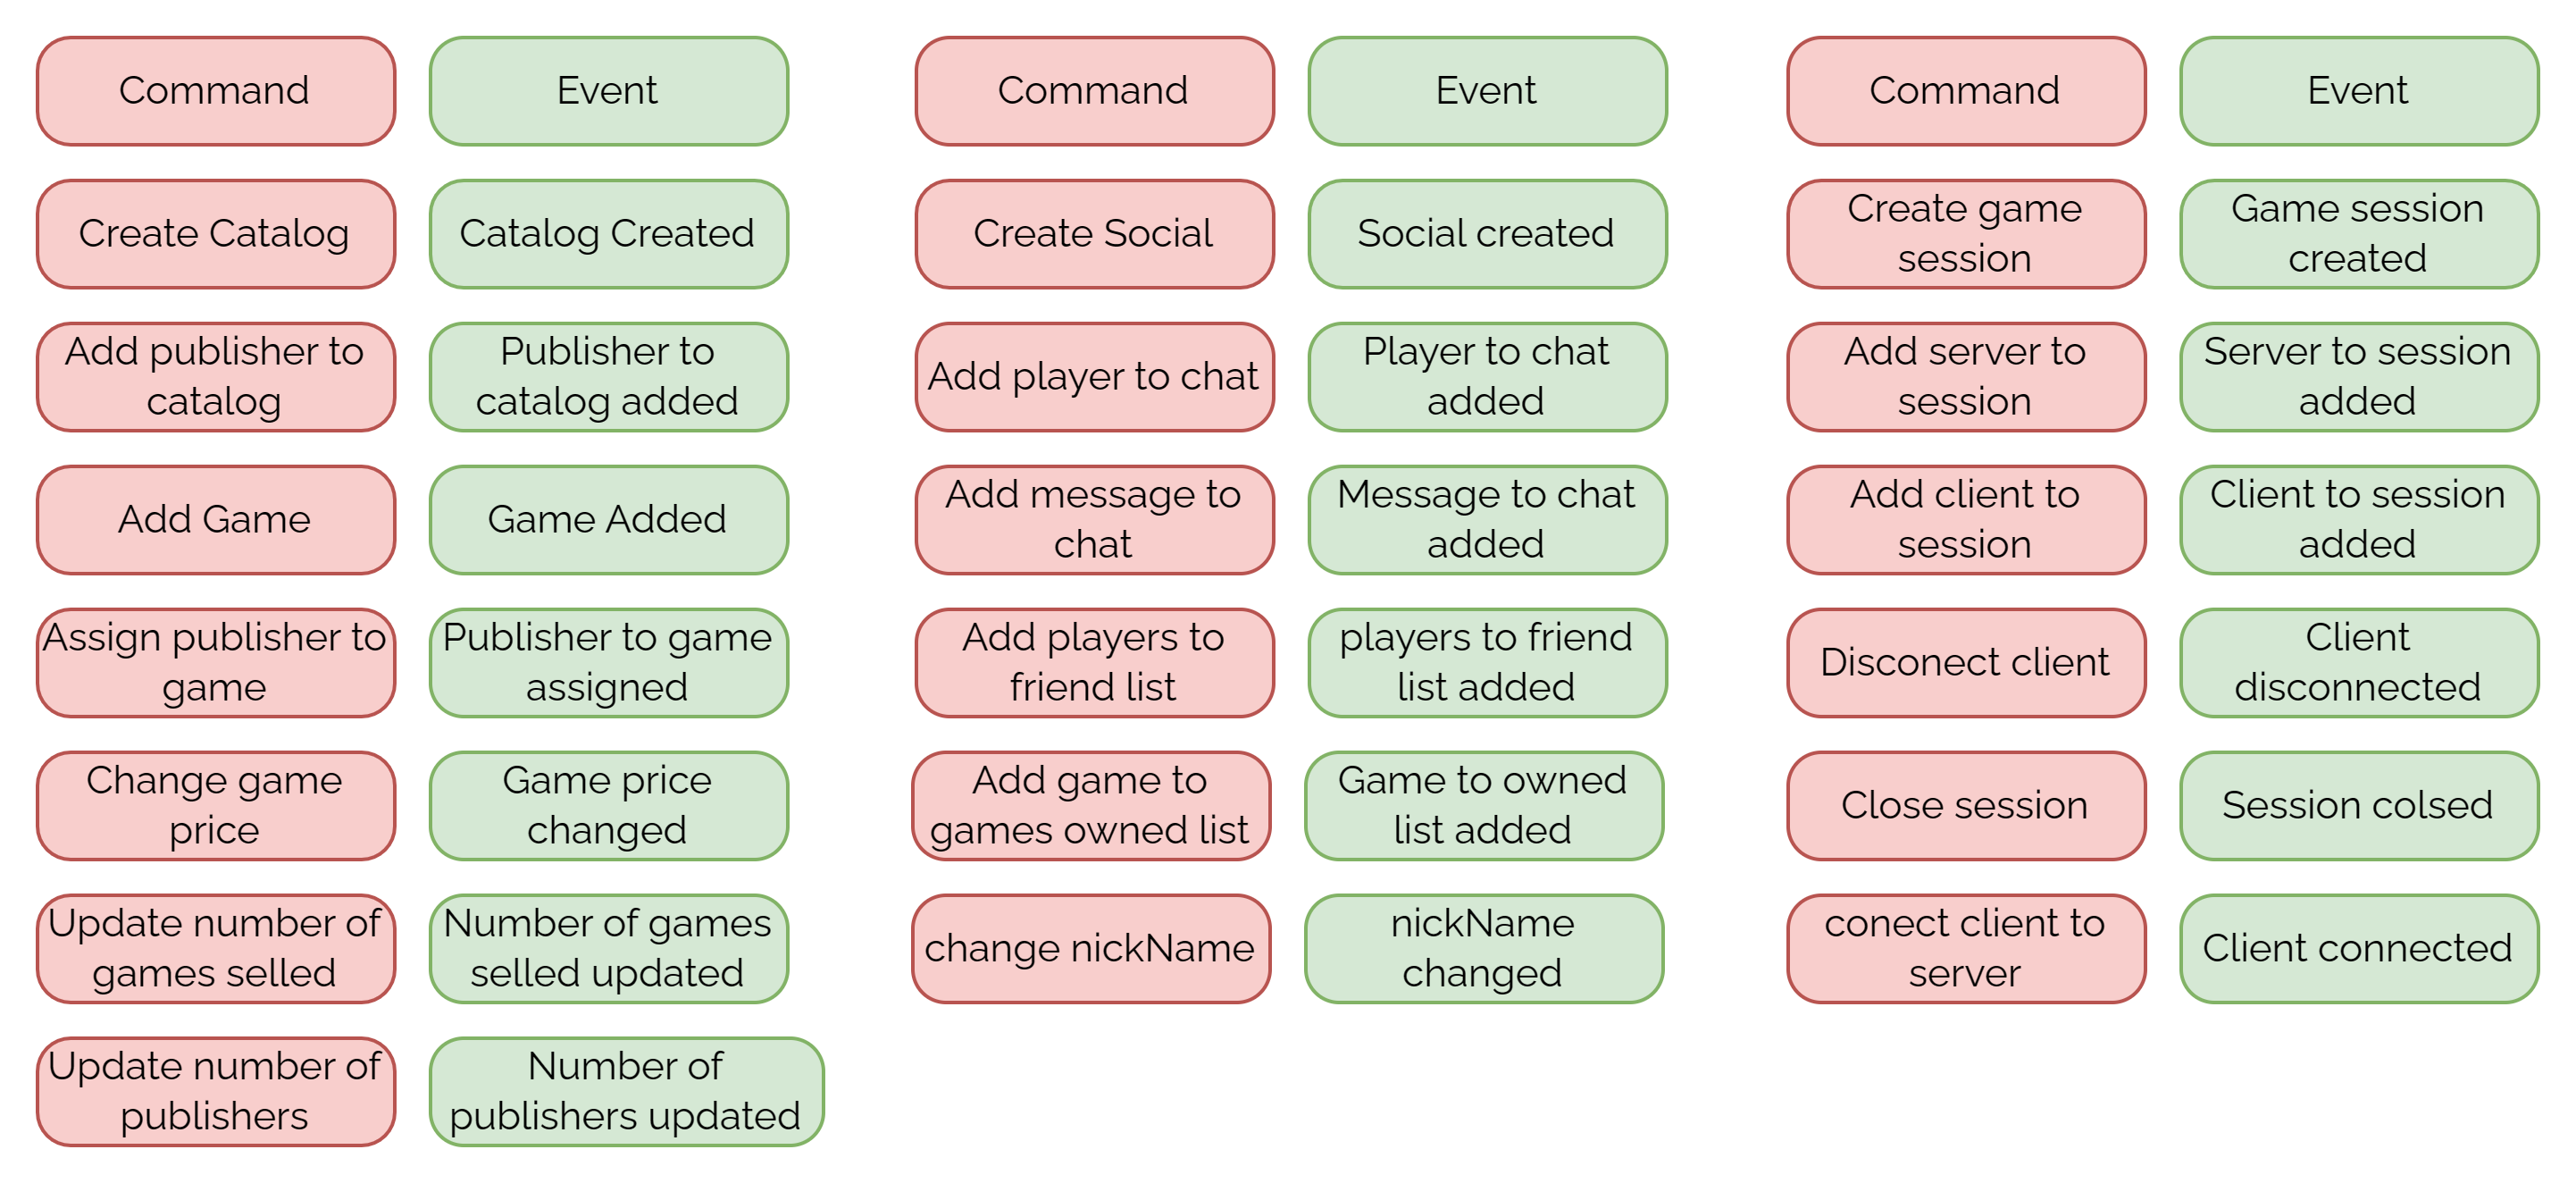 Command
Event
Create Catalog
Catalog Created
Add publisher to
catalog
Publisher to
catalog added
Add Game
Game Added
Assign publisher to
game
Publisher to game
assigned
Change game
price
Game price
changed
Update number of
games selled
Number of games
selled updated
Update number of
publishers
Number of
publishers updated
Command
Event
Create Social
Social created
Add player to chat
Player to chat
added
Add message to
chat
Message to chat
added
Add players to
friend list
players to friend
list added
Add game to
games owned list
Game to owned
list added
change nickName
nickName
changed
Command
Event
Create game
session
Game session
created
Add server to
session
Server to session
added
Add client to
session
Client to session
added
Disconect client
Client
disconnected
Close session
Session colsed
conect client to
server
Client connected